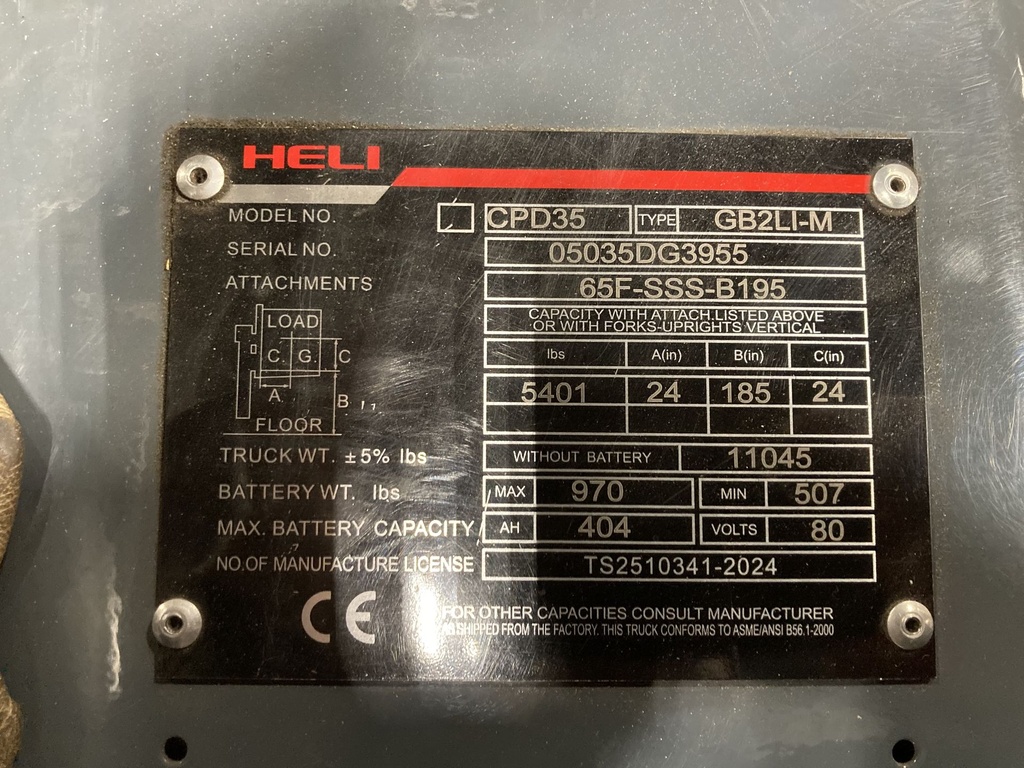 HELI
MODEL NO. CPD35 TYPE GB2LI-M
SERIAL NO. 05035DG3955
ATTACHMENTS 65F-SSS-B195
CAPACITY WITH ATTACH.LISTED ABOVE
OR WITH FORKS-UPRIGHTS VERTICAL
LOAD
C. G. C
A
B
FLOOR
lbs A(in) B(in) C(in)
5401 24 185 24
TRUCK WT. ±5% lbs WITHOUT BATTERY 11045
BATTERY WT. lbs MAX 970 MIN 507
MAX. BATTERY CAPACITY AH 404 VOLTS 80
NO.OF MANUFACTURE LICENSE TS2510341-2024
CE
FOR OTHER CAPACITIES CONSULT MANUFACTURER
AS SHIPPED FROM THE FACTORY. THIS TRUCK CONFORMS TO ASME/ANSI B56.1-2000